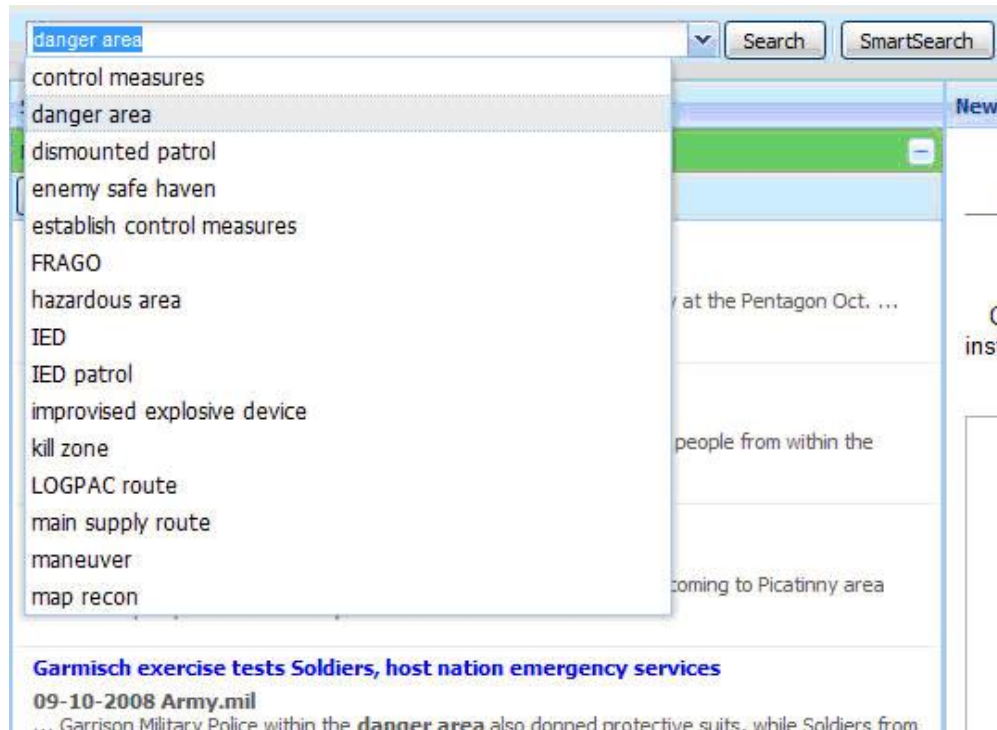 danger area
Search
SmartSearch
control measures
danger area
New
dismounted patrol
enemy safe haven
establish control measures
FRAGO
hazardous area
at the Pentagon Oct. ...
IED
IED patrol
improvised explosive device
kill zone
people from within the
LOGPAC route
main supply route
maneuver
map recon
coming to Picatinny area
Garmisch exercise tests Soldiers, host nation emergency services
09-10-2008 Army.mil
... Garrison Military Police within the danger area also donned protective suits, while Soldiers from